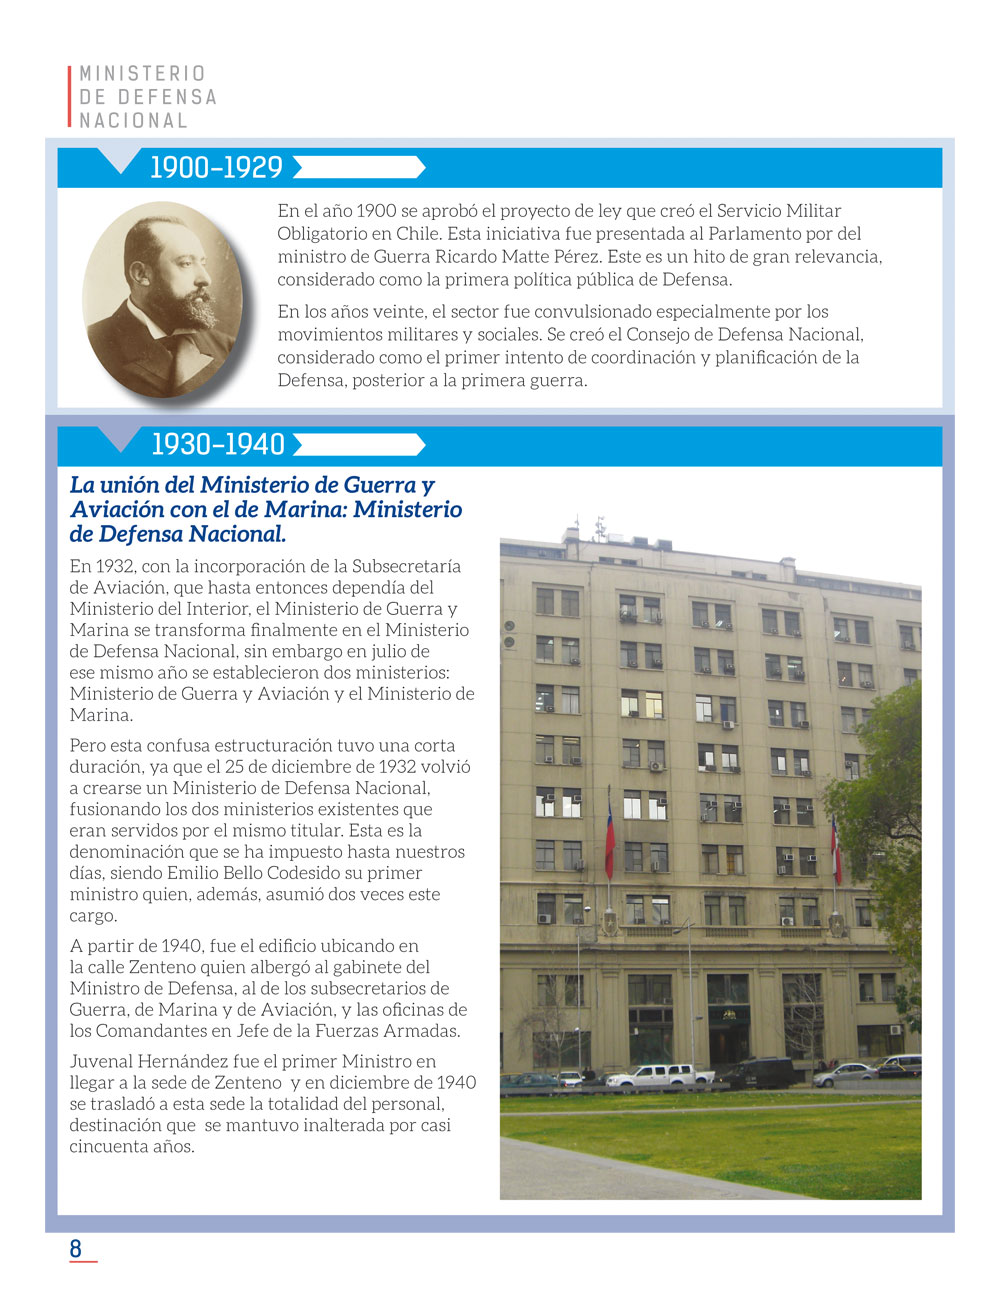 MINISTERIO
DE DEFENSA
NACIONAL
1900-1929
En el año 1900 se aprobó el proyecto de ley que creó el Servicio Militar
Obligatorio en Chile. Esta iniciativa fue presentada al Parlamento por del
ministro de Guerra Ricardo Matte Pérez. Este es un hito de gran relevancia,
considerado como la primera política pública de Defensa.
En los años veinte, el sector fue convulsionado especialmente por los
movimientos militares y sociales. Se creó el Consejo de Defensa Nacional,
considerado como el primer intento de coordinación y planificación de la
Defensa, posterior a la primera guerra.
1930-1940
La unión del Ministerio de Guerra y
Aviación con el de Marina: Ministerio
de Defensa Nacional.
En 1932, con la incorporación de la Subsecretaría
de Aviación, que hasta entonces dependía del
Ministerio del Interior, el Ministerio de Guerra y
Marina se transforma finalmente en el Ministerio
de Defensa Nacional, sin embargo en julio de
ese mismo año se establecieron dos ministerios:
Ministerio de Guerra y Aviación y el Ministerio de
Marina.
Pero esta confusa estructuración tuvo una corta
duración, ya que el 25 de diciembre de 1932 volvió
a crearse un Ministerio de Defensa Nacional,
fusionando los dos ministerios existentes que
eran servidos por el mismo titular. Esta es la
denominación que se ha impuesto hasta nuestros
días, siendo Emilio Bello Codesido su primer
ministro quien, además, asumió dos veces este
cargo.
A partir de 1940, fue el edificio ubicando en
la calle Zenteno quien albergó al gabinete del
Ministro de Defensa, al de los subsecretarios de
Guerra, de Marina y de Aviación, y las oficinas de
los Comandantes en Jefe de la Fuerzas Armadas.
Juvenal Hernández fue el primer Ministro en
llegar a la sede de Zenteno  y en diciembre de 1940
se trasladó a esta sede la totalidad del personal,
destinación que  se mantuvo inalterada por casi
cincuenta años.
8